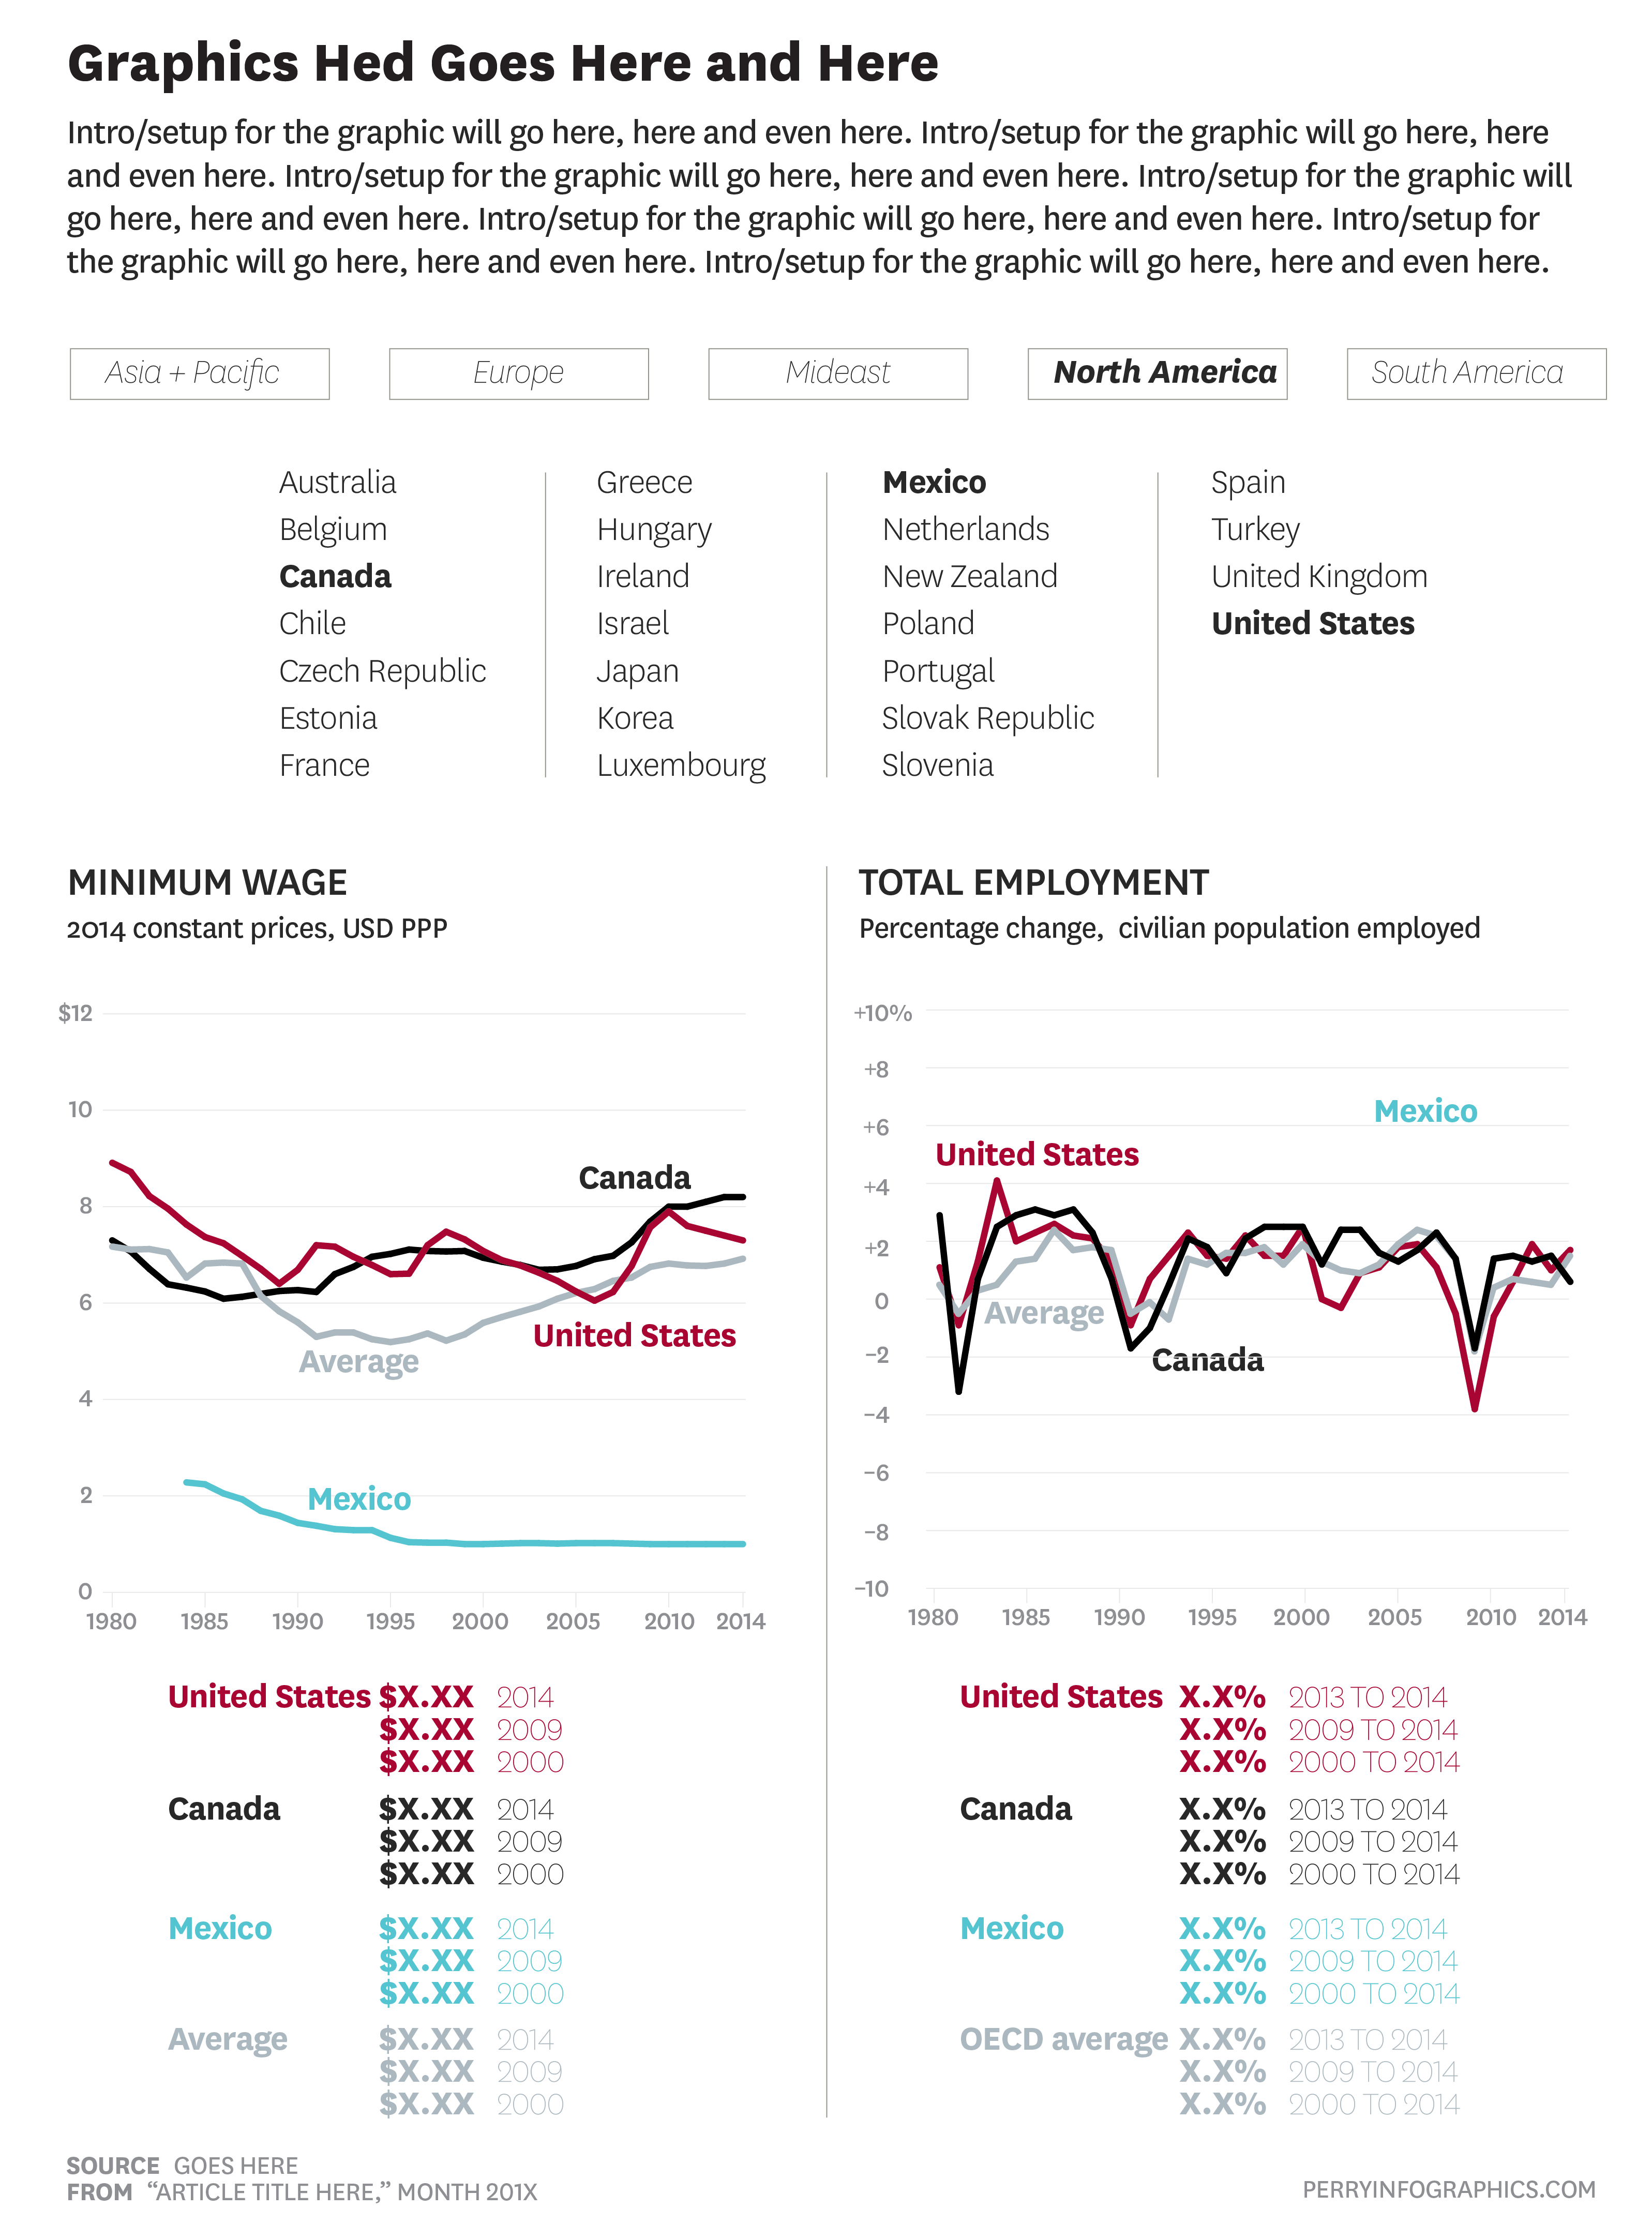 Graphics Hed Goes Here and Here
Intro/setup for the graphic will go here, here and even here. Intro/setup for the graphic will go here, here
and even here. Intro/setup for the graphic will go here, here and even here. Intro/setup for the graphic will
go here, here and even here. Intro/setup for the graphic will go here, here and even here. Intro/setup for
the graphic will go here, here and even here. Intro/setup for the graphic will go here, here and even here.
Asia + Pacific
Europe
Mideast
North America
South America
Australia
Belgium
Canada
Chile
Czech Republic
Estonia
France
Greece
Hungary
Ireland
Israel
Japan
Korea
Luxembourg
Mexico
Netherlands
New Zealand
Poland
Portugal
Slovak Republic
Slovenia
Spain
Turkey
United Kingdom
United States
MINIMUM WAGE
2014 constant prices, USD PPP
$12
10
8
6
4
2
0
Canada
United States
Average
Mexico
1980 1985 1990 1995 2000 2005 2010 2014
United States $X.XX 2014
$X.XX 2009
$X.XX 2000
Canada $X.XX 2014
$X.XX 2009
$X.XX 2000
Mexico $X.XX 2014
$X.XX 2009
$X.XX 2000
Average $X.XX 2014
$X.XX 2009
$X.XX 2000
TOTAL EMPLOYMENT
Percentage change, civilian population employed
+10%
+8
+6
+4
+2
0
−2
−4
−6
−8
−10
Mexico
United States
Average
Canada
1980 1985 1990 1995 2000 2005 2010 2014
United States X.X% 2013 TO 2014
X.X% 2009 TO 2014
X.X% 2000 TO 2014
Canada X.X% 2013 TO 2014
X.X% 2009 TO 2014
X.X% 2000 TO 2014
Mexico X.X% 2013 TO 2014
X.X% 2009 TO 2014
X.X% 2000 TO 2014
OECD average X.X% 2013 TO 2014
X.X% 2009 TO 2014
X.X% 2000 TO 2014
SOURCE GOES HERE
FROM “ARTICLE TITLE HERE,” MONTH 201X
PERRYINFOGRAPHICS.COM